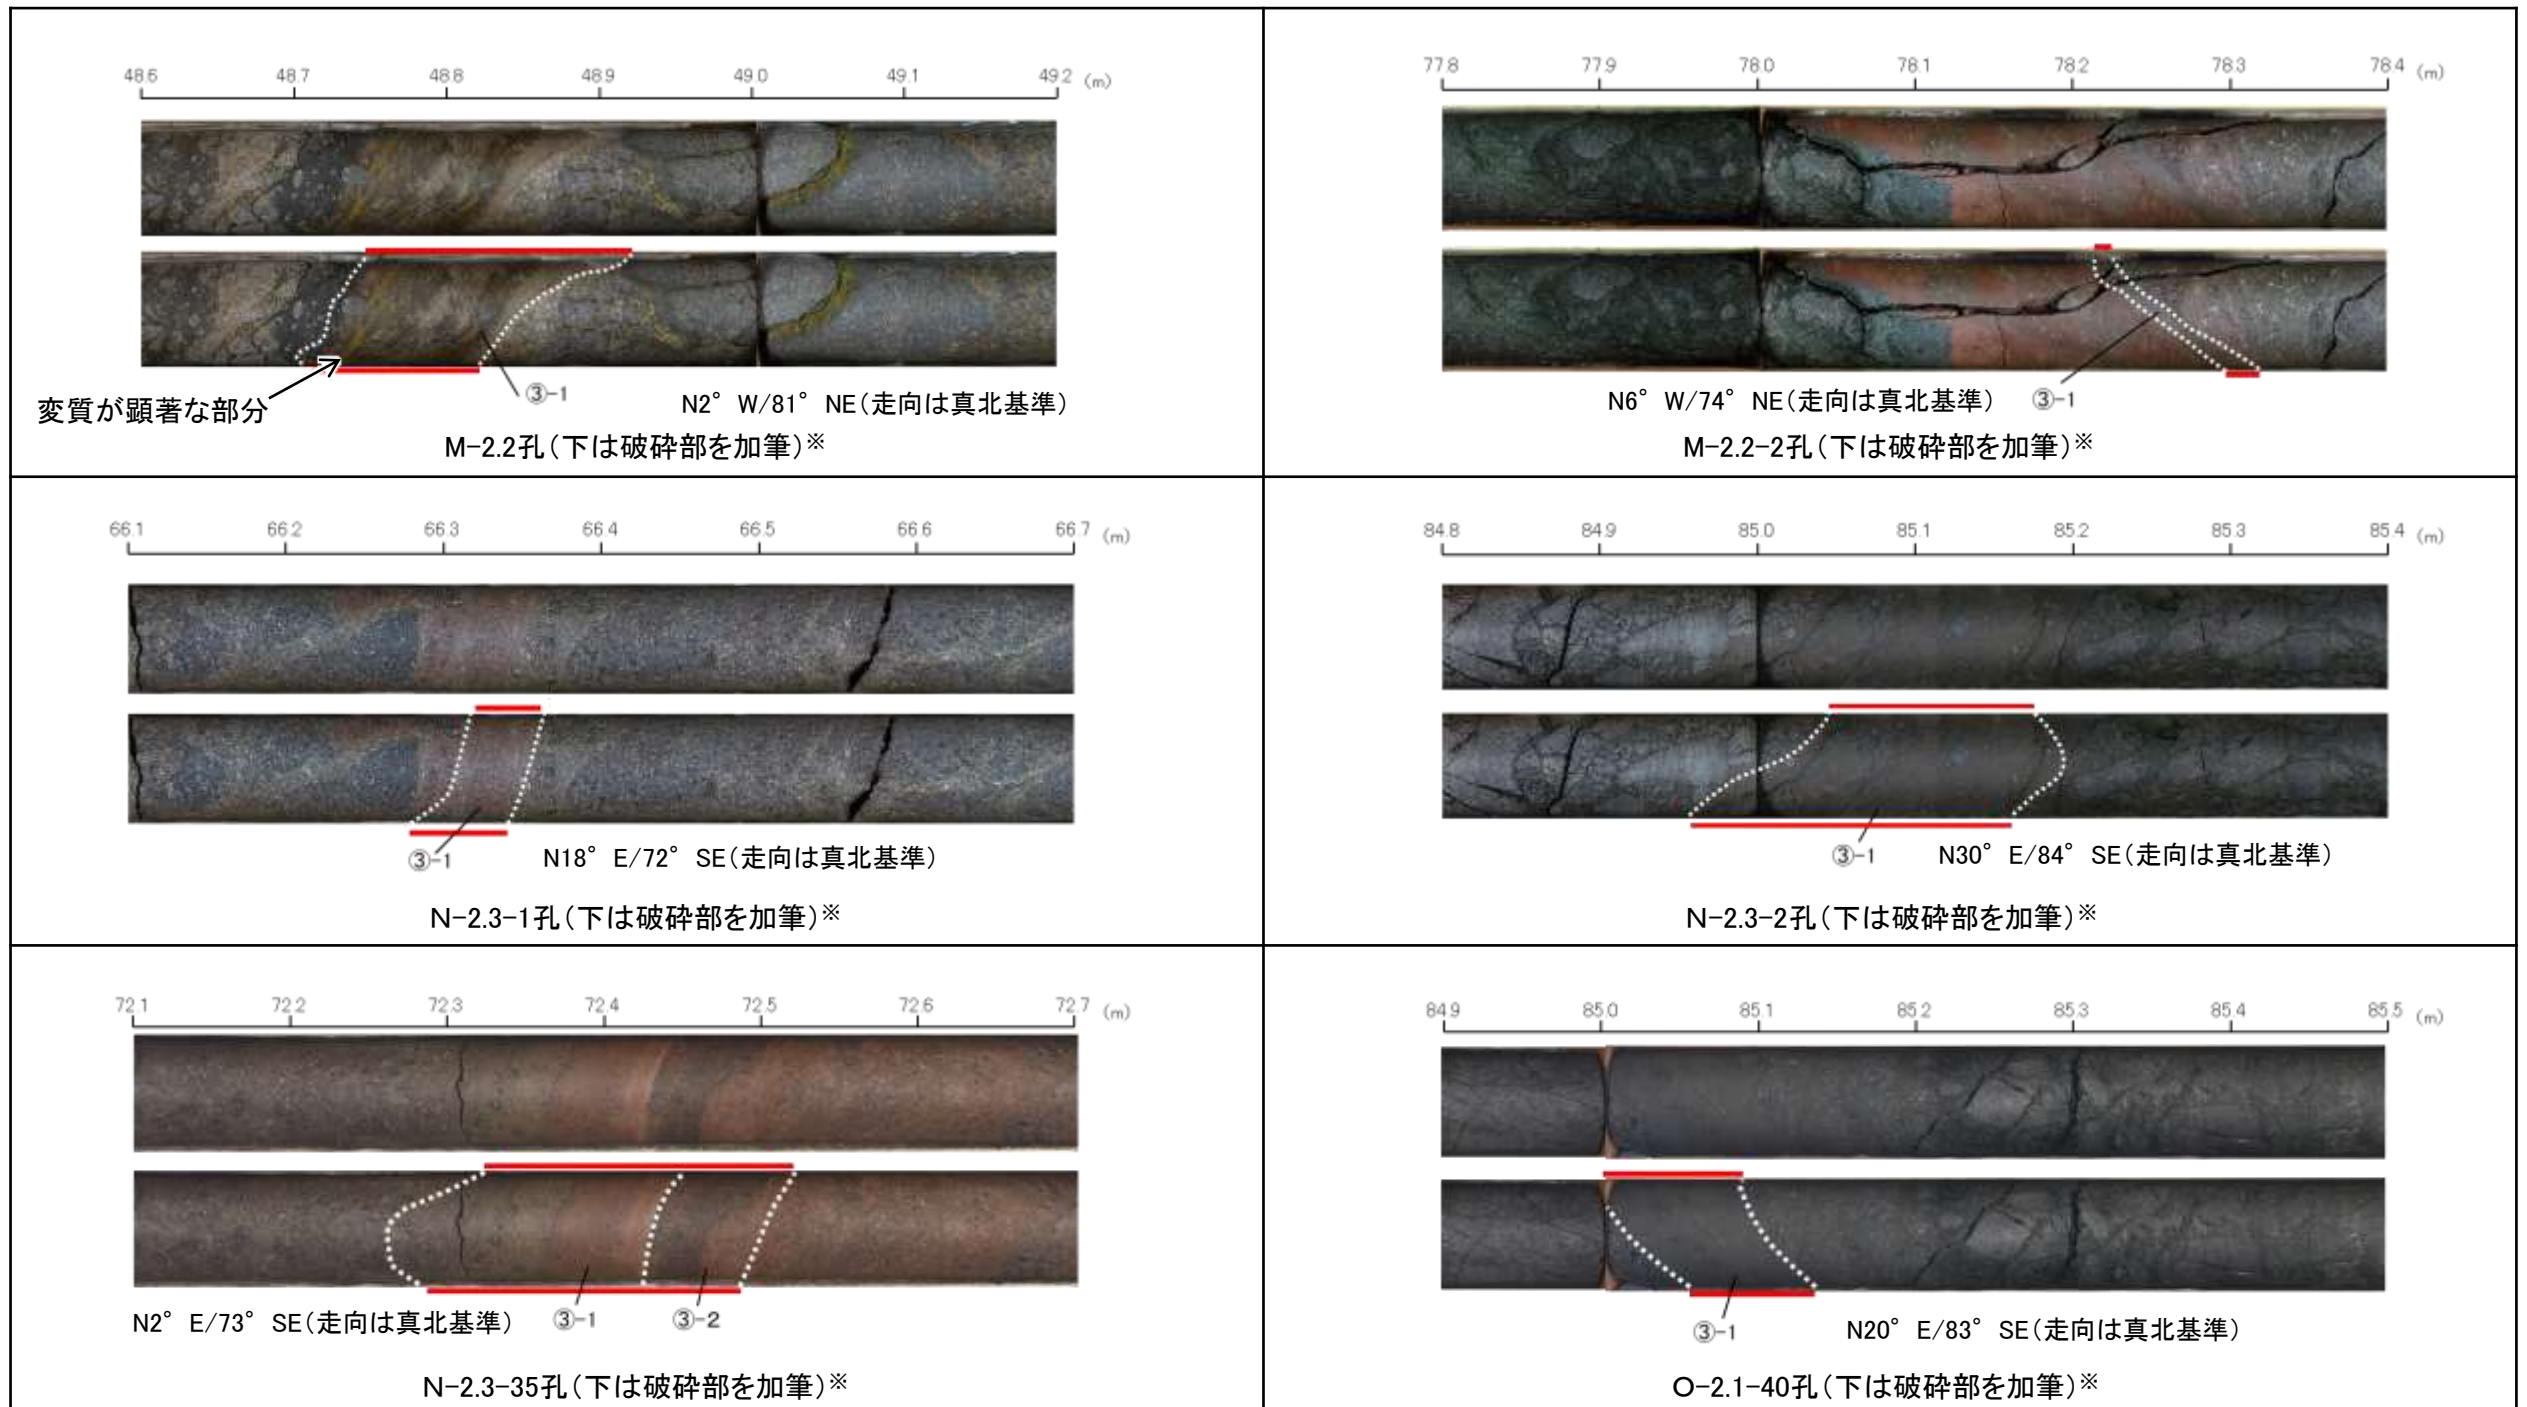 48.6 48.7 48.8 48.9 49.0 49.1 49.2 (m)
③-1
変質が顕著な部分
N2° W/81° NE(走向は真北基準)
M-2.2孔(下は破砕部を加筆)※
77.8 77.9 78.0 78.1 78.2 78.3 78.4 (m)
N6° W/74° NE(走向は真北基準)
③-1
M-2.2-2孔(下は破砕部を加筆)※
66.1 66.2 66.3 66.4 66.5 66.6 66.7 (m)
③-1
N18° E/72° SE(走向は真北基準)
N-2.3-1孔(下は破砕部を加筆)※
84.8 84.9 85.0 85.1 85.2 85.3 85.4 (m)
③-1
N30° E/84° SE(走向は真北基準)
N-2.3-2孔(下は破砕部を加筆)※
72.1 72.2 72.3 72.4 72.5 72.6 72.7 (m)
N2° E/73° SE(走向は真北基準)
③-1
③-2
N-2.3-35孔(下は破砕部を加筆)※
84.9 85.0 85.1 85.2 85.3 85.4 85.5 (m)
③-1
N20° E/83° SE(走向は真北基準)
O-2.1-40孔(下は破砕部を加筆)※